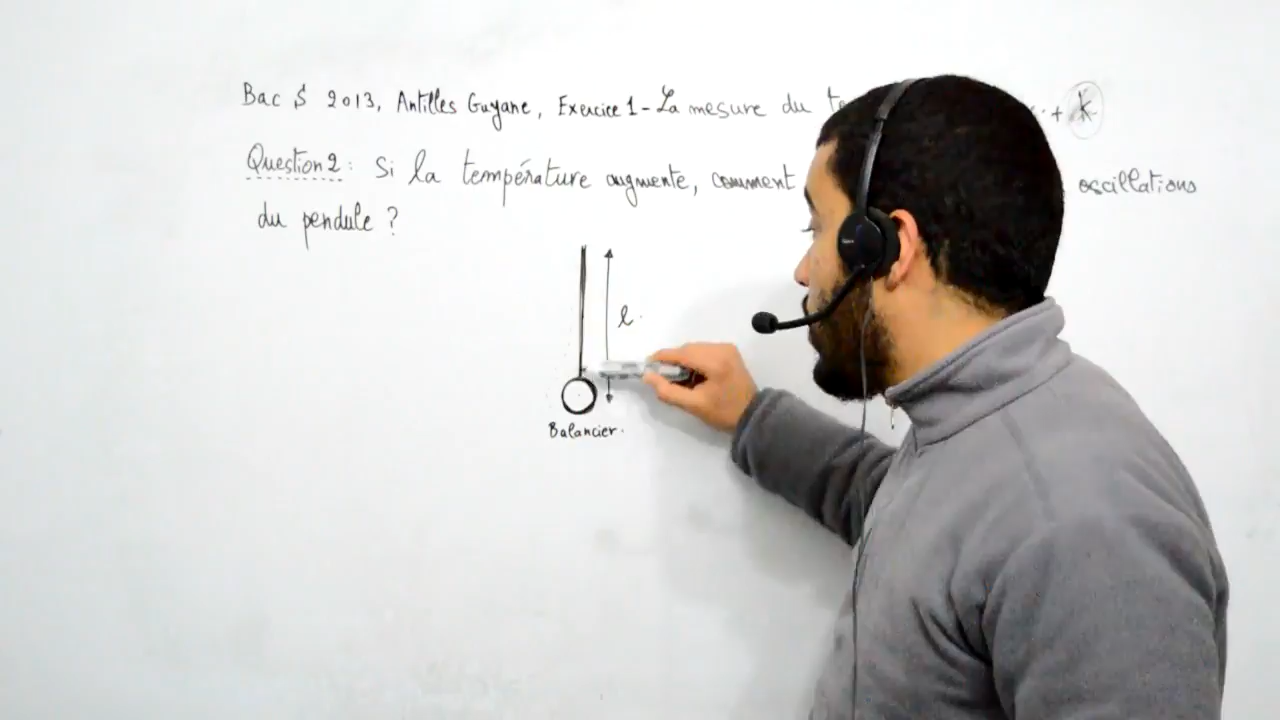 Bac S 2013, Antilles Guyane, Exercice 1 - La mesure du + K
Question 2 : Si la température augmente, comment oscillations
du pendule ?
l.
Balancier.